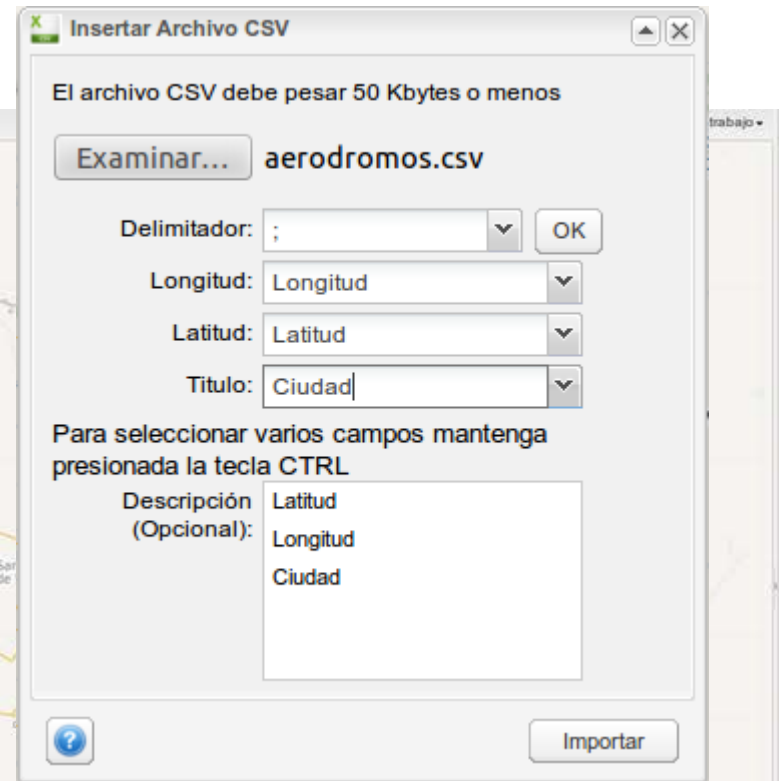 Insertar Archivo CSV
El archivo CSV debe pesar 50 Kbytes o menos
trabajo
Examinar... aerodromos.csv
Delimitador: ; OK
Longitud: Longitud
Latitud: Latitud
Titulo: Ciudad
Para seleccionar varios campos mantenga
presionada la tecla CTRL
Descripción
(Opcional):
Latitud
Longitud
Ciudad
Importar